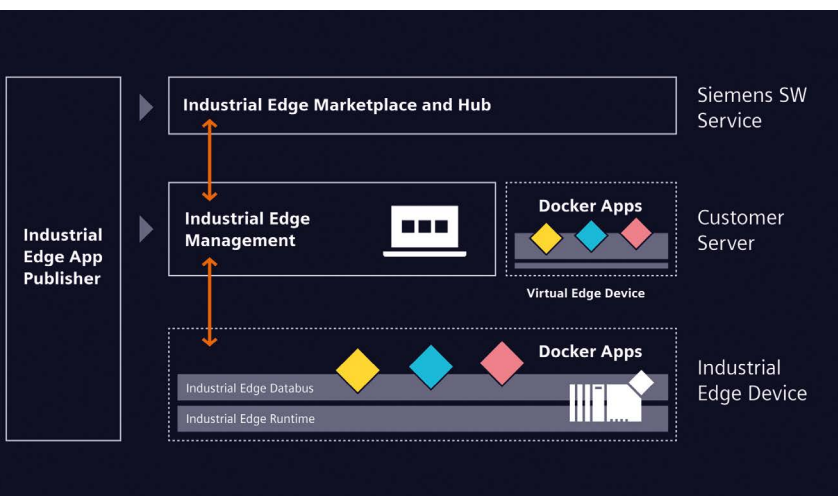 Industrial
Edge App
Publisher
Industrial Edge Marketplace and Hub
Siemens SW
Service
Industrial Edge
Management
Docker Apps
Virtual Edge Device
Customer
Server
Docker Apps
Industrial Edge Databus
Industrial Edge Runtime
Industrial
Edge Device